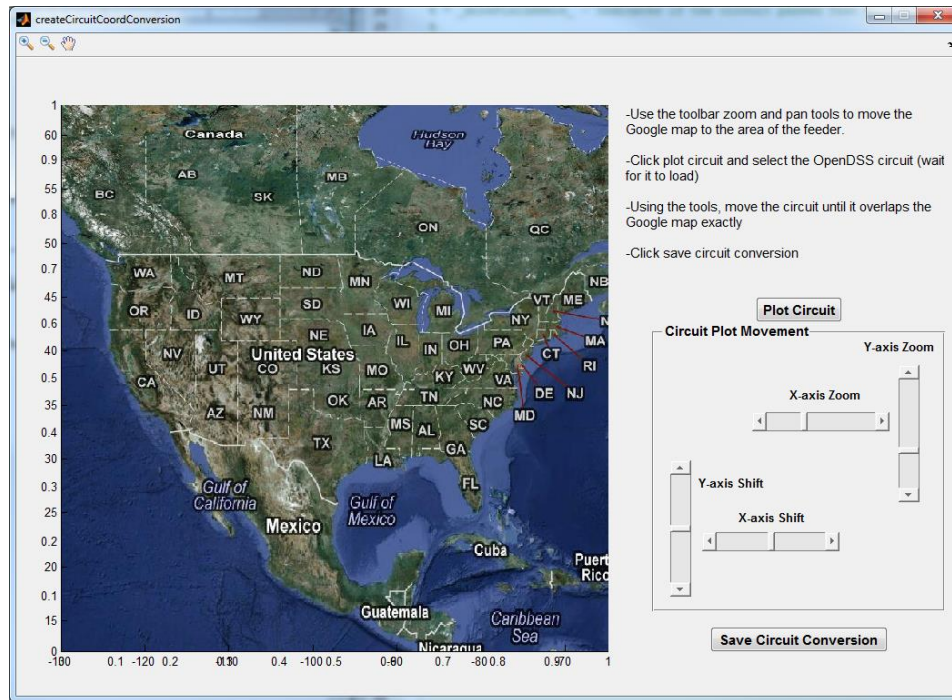 createCircuitCoordConversion
-Use the toolbar zoom and pan tools to move the
Google map to the area of the feeder.
-Click plot circuit and select the OpenDSS circuit (wait
for it to load)
-Using the tools, move the circuit until it overlaps the
Google map exactly
-Click save circuit conversion
Plot Circuit
Circuit Plot Movement
Y-axis Zoom
X-axis Zoom
Y-axis Shift
X-axis Shift
Save Circuit Conversion
1
60
0.9
55
0.8
50
0.7
45
0.6
40
0.5
35
0.4
30
0.3
25
0.2
20
0.1
15
0
0.1 -120 0.2
0.4 -100 0.5
0.7 -80 0.8
1
Canada
Hudson
Bay
AB
MB
BC
SK
ON
QC
NB
WA
MT
ND
MN
VT ME
OR
ID
SD
WI
MI
WY
NY
IA
MA
NE
IL
IN
OH
PA
NV
United States
CT
RI
UT
CO
KS
MO
WV
CA
KY
VA
DE
NJ
OK
AR
TN
NC
MD
AZ
NM
MS
AL
SC
TX
GA
LA
FL
Gulf of
California
Gulf of
Mexico
Mexico
Cuba
Puert
Rico
Guatemala
Caribbean
Sea
Nicaragua